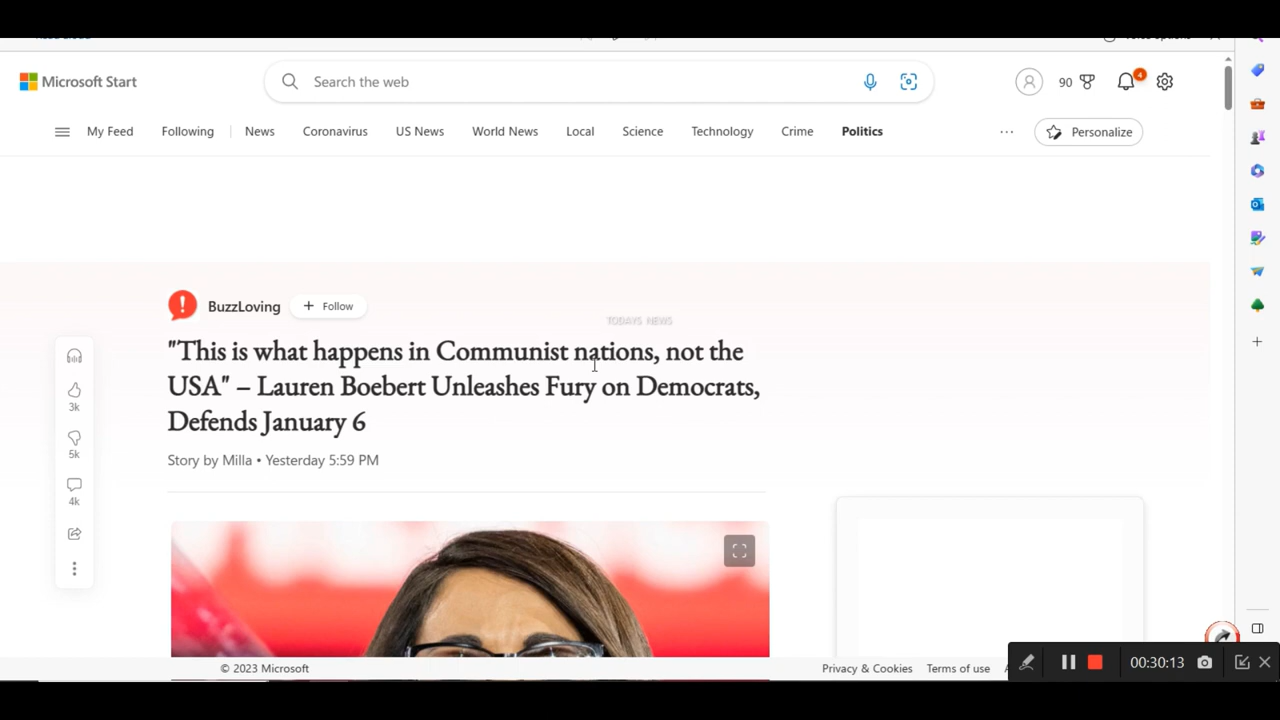 Microsoft Start
Search the web
90
4
My Feed
Following
News
Coronavirus
US News
World News
Local
Science
Technology
Crime
Politics
Personalize
BuzzLoving
+ Follow
TODAYS NEWS
"This is what happens in Communist nations, not the
USA" – Lauren Boebert Unleashes Fury on Democrats,
Defends January 6
Story by Milla • Yesterday 5:59 PM
3k
5k
4k
© 2023 Microsoft
Privacy & Cookies
Terms of use
00:30:13